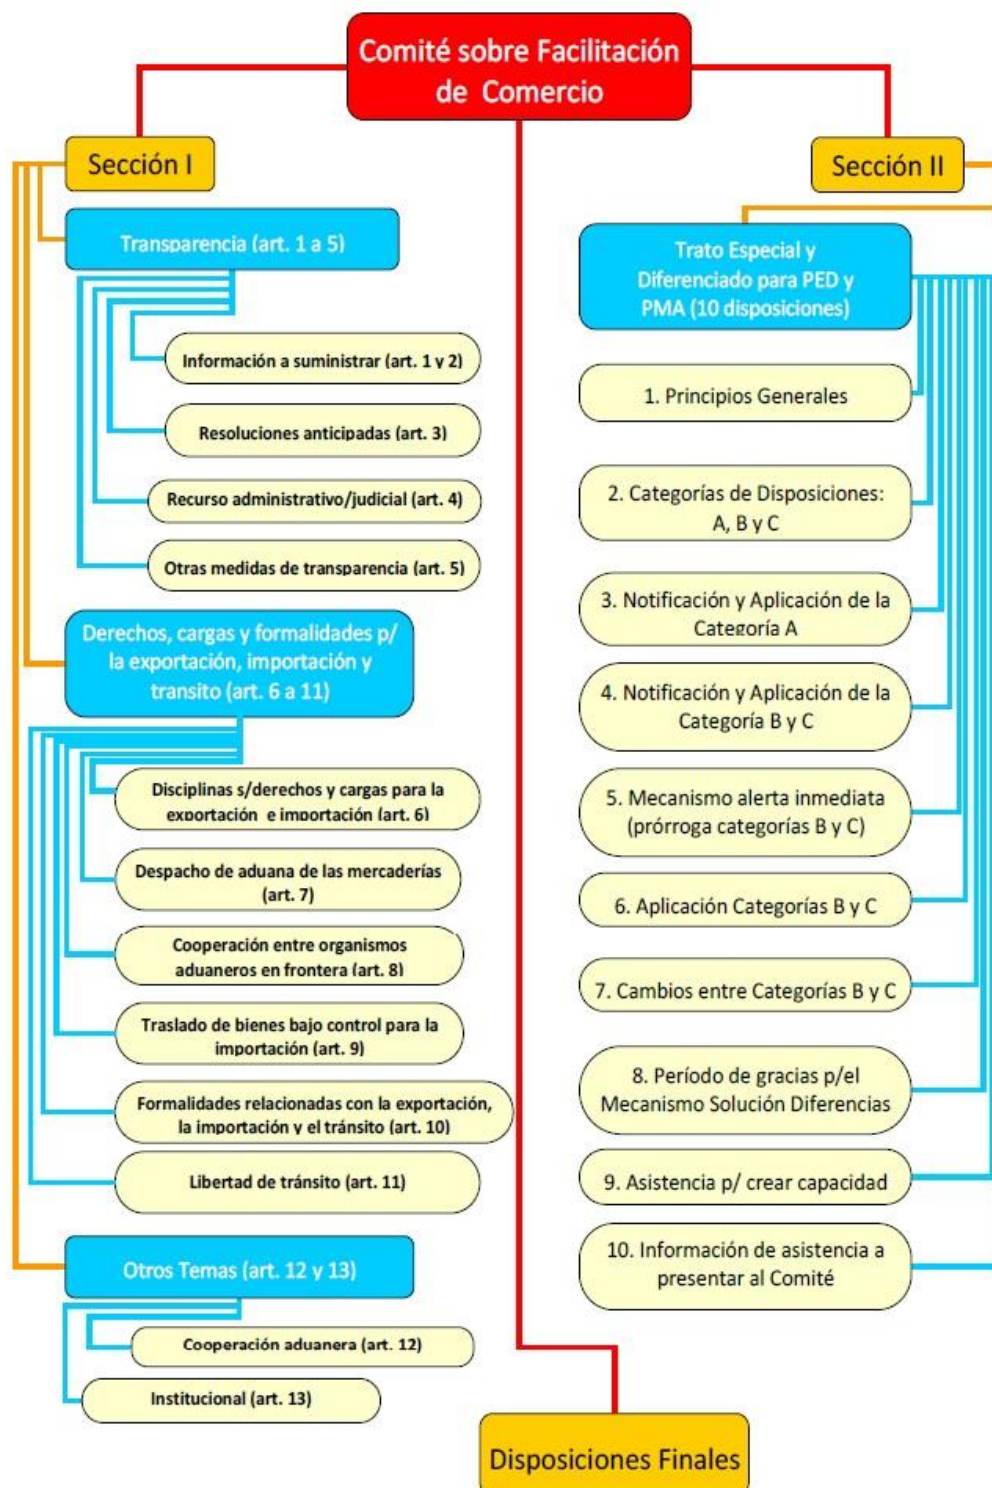 Comité sobre Facilitación
de Comercio
Sección I
Transparencia (art. 1 a 5)
Información a suministrar (art. 1 y 2)
Resoluciones anticipadas (art. 3)
Recurso administrativo/judicial (art. 4)
Otras medidas de transparencia (art. 5)
Derechos, cargas y formalidades p/
la exportación, importación y
transito (art. 6 a 11)
Disciplinas s/derechos y cargas para la
exportación e importación (art. 6)
Despacho de aduana de las mercaderías
(art. 7)
Cooperación entre organismos
aduaneros en frontera (art. 8)
Traslado de bienes bajo control para la
importación (art. 9)
Formalidades relacionadas con la exportación,
la importación y el tránsito (art. 10)
Libertad de tránsito (art. 11)
Otros Temas (art. 12 y 13)
Cooperación aduanera (art. 12)
Institucional (art. 13)
Sección II
Trato Especial y
Diferenciado para PED y
PMA (10 disposiciones)
1. Principios Generales
2. Categorías de Disposiciones:
A, B y C
3. Notificación y Aplicación de la
Categoría A
4. Notificación y Aplicación de la
Categoría B y C
5. Mecanismo alerta inmediata
(prórroga categorías B y C)
6. Aplicación Categorías B y C
7. Cambios entre Categorías B y C
8. Período de gracias p/el
Mecanismo Solución Diferencias
9. Asistencia p/ crear capacidad
10. Información de asistencia a
presentar al Comité
Disposiciones Finales